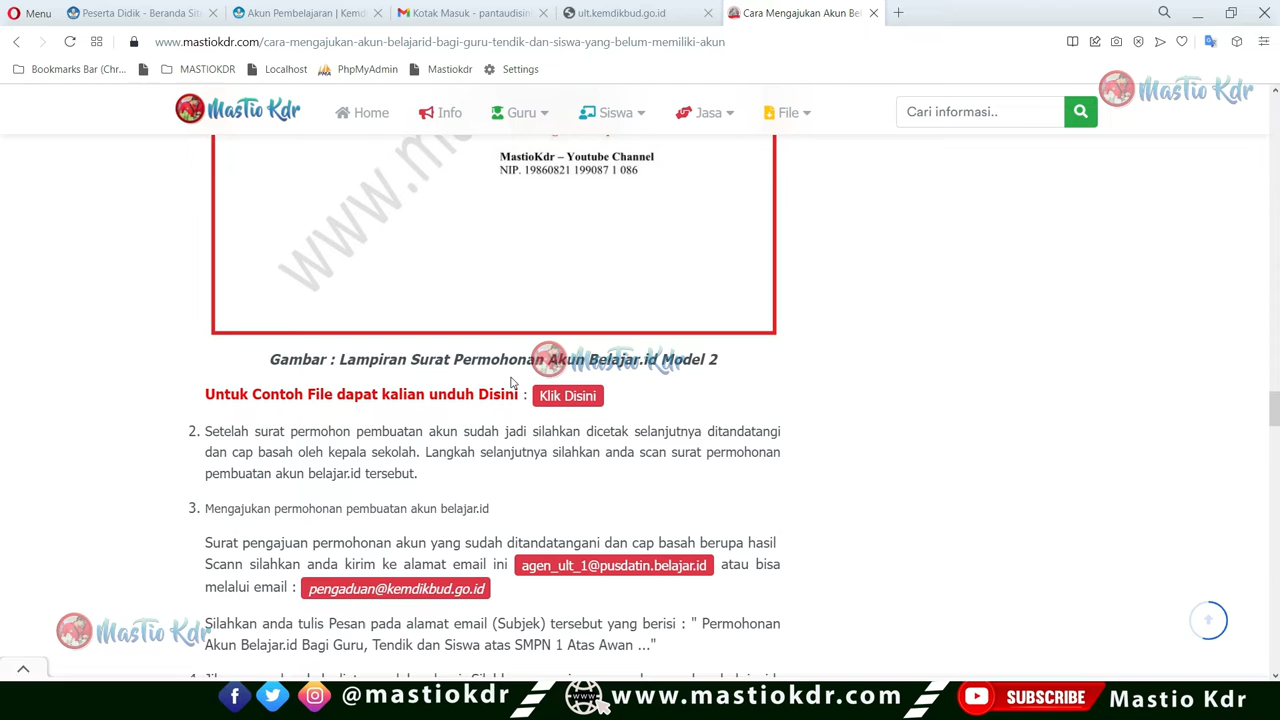 Menu
Peserta Didik - Beranda Sit
Akun Pembelajaran | Kemd
Kotak Masuk - pantaudisini
ult.kemdikbud.go.id
Cara Mengajukan Akun Bel
www.mastiokdr.com/cara-mengajukan-akun-belajarid-bagi-guru-tendik-dan-siswa-yang-belum-memiliki-akun
Bookmarks Bar (Chr...
MASTIOKDR
Localhost
PhpMyAdmin
Mastiokdr
Settings
MasTio Kdr
Home
Info
Guru
Siswa
Jasa
File
Cari informasi..
MasTio Kdr
www.m
MastioKdr – Youtube Channel
NIP. 19860821 199087 1 086
Gambar : Lampiran Surat Permohonan Akun Belajar.id Model 2
MasTio Kdr
Untuk Contoh File dapat kalian unduh Disini : Klik Disini
2. Setelah surat permohon pembuatan akun sudah jadi silahkan dicetak selanjutnya ditandatangi
dan cap basah oleh kepala sekolah. Langkah selanjutnya silahkan anda scan surat permohonan
pembuatan akun belajar.id tersebut.
3. Mengajukan permohonan pembuatan akun belajar.id
Surat pengajuan permohonan akun yang sudah ditandatangani dan cap basah berupa hasil
Scann silahkan anda kirim ke alamat email ini agen_ult_1@pusdatin.belajar.id atau bisa
melalui email : pengaduan@kemdikbud.go.id
Silahkan anda tulis Pesan pada alamat email (Subjek) tersebut yang berisi : " Permohonan
Akun Belajar.id Bagi Guru, Tendik dan Siswa atas SMPN 1 Atas Awan ..."
MasTio Kdr
@mastiokdr
www.mastiokdr.com
SUBSCRIBE
Mastio Kdr